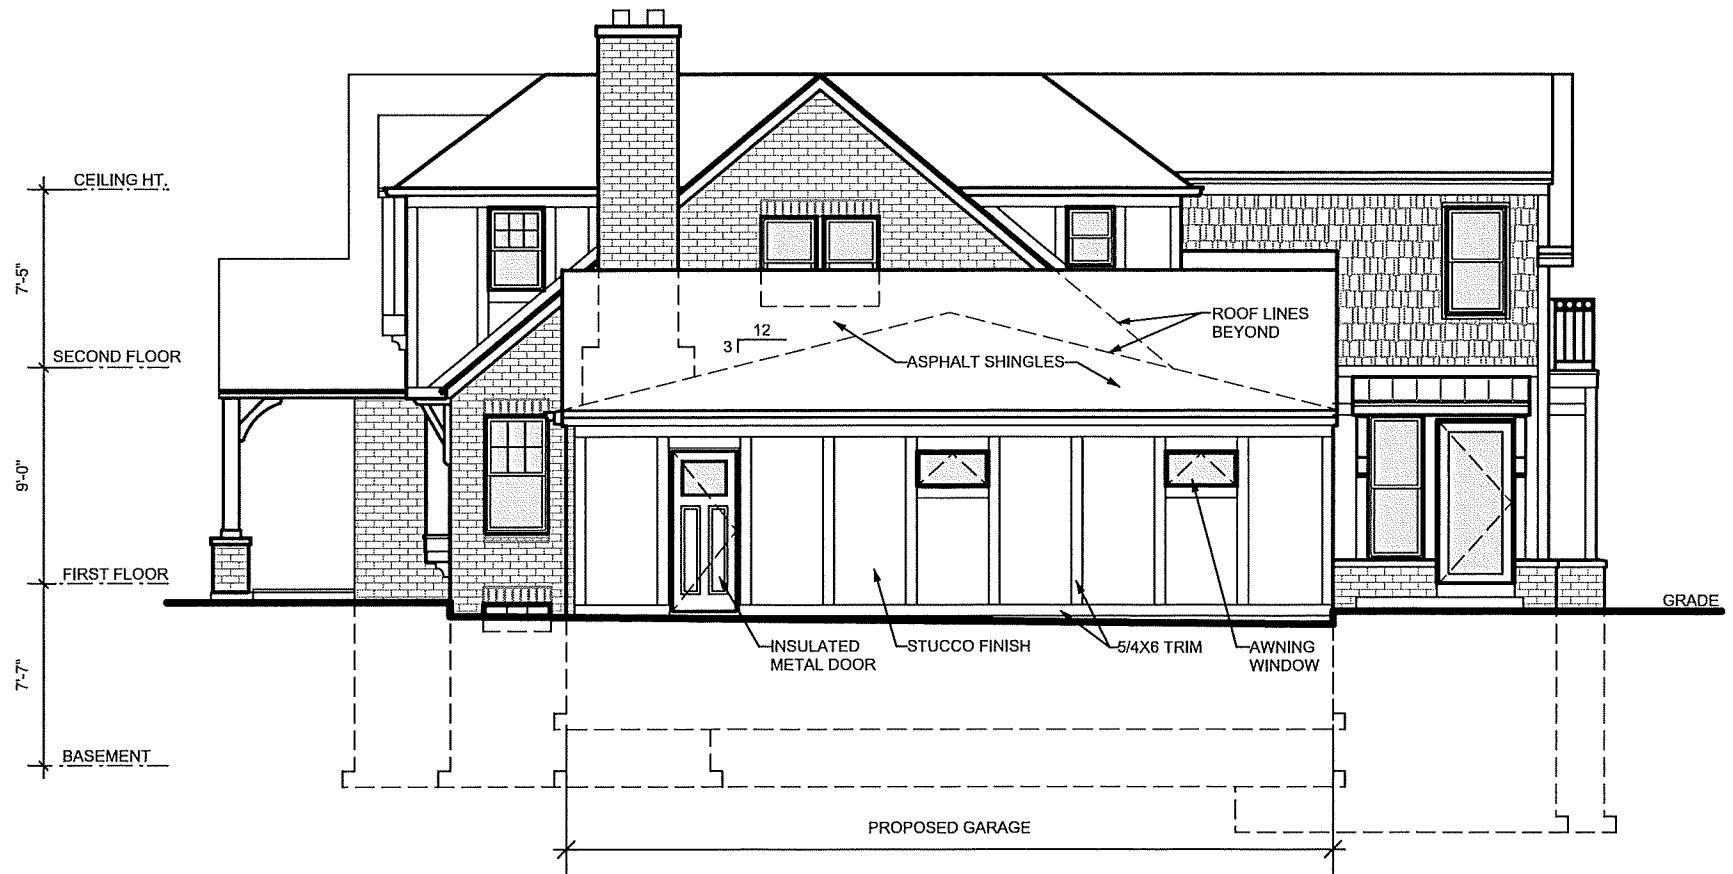 CEILING HT.
7'-5"
SECOND FLOOR
9'-0"
FIRST FLOOR
7'-7"
BASEMENT
12
3
ROOF LINES
BEYOND
ASPHALT SHINGLES
GRADE
INSULATED
METAL DOOR
STUCCO FINISH
5/4X6 TRIM
AWNING
WINDOW
PROPOSED GARAGE